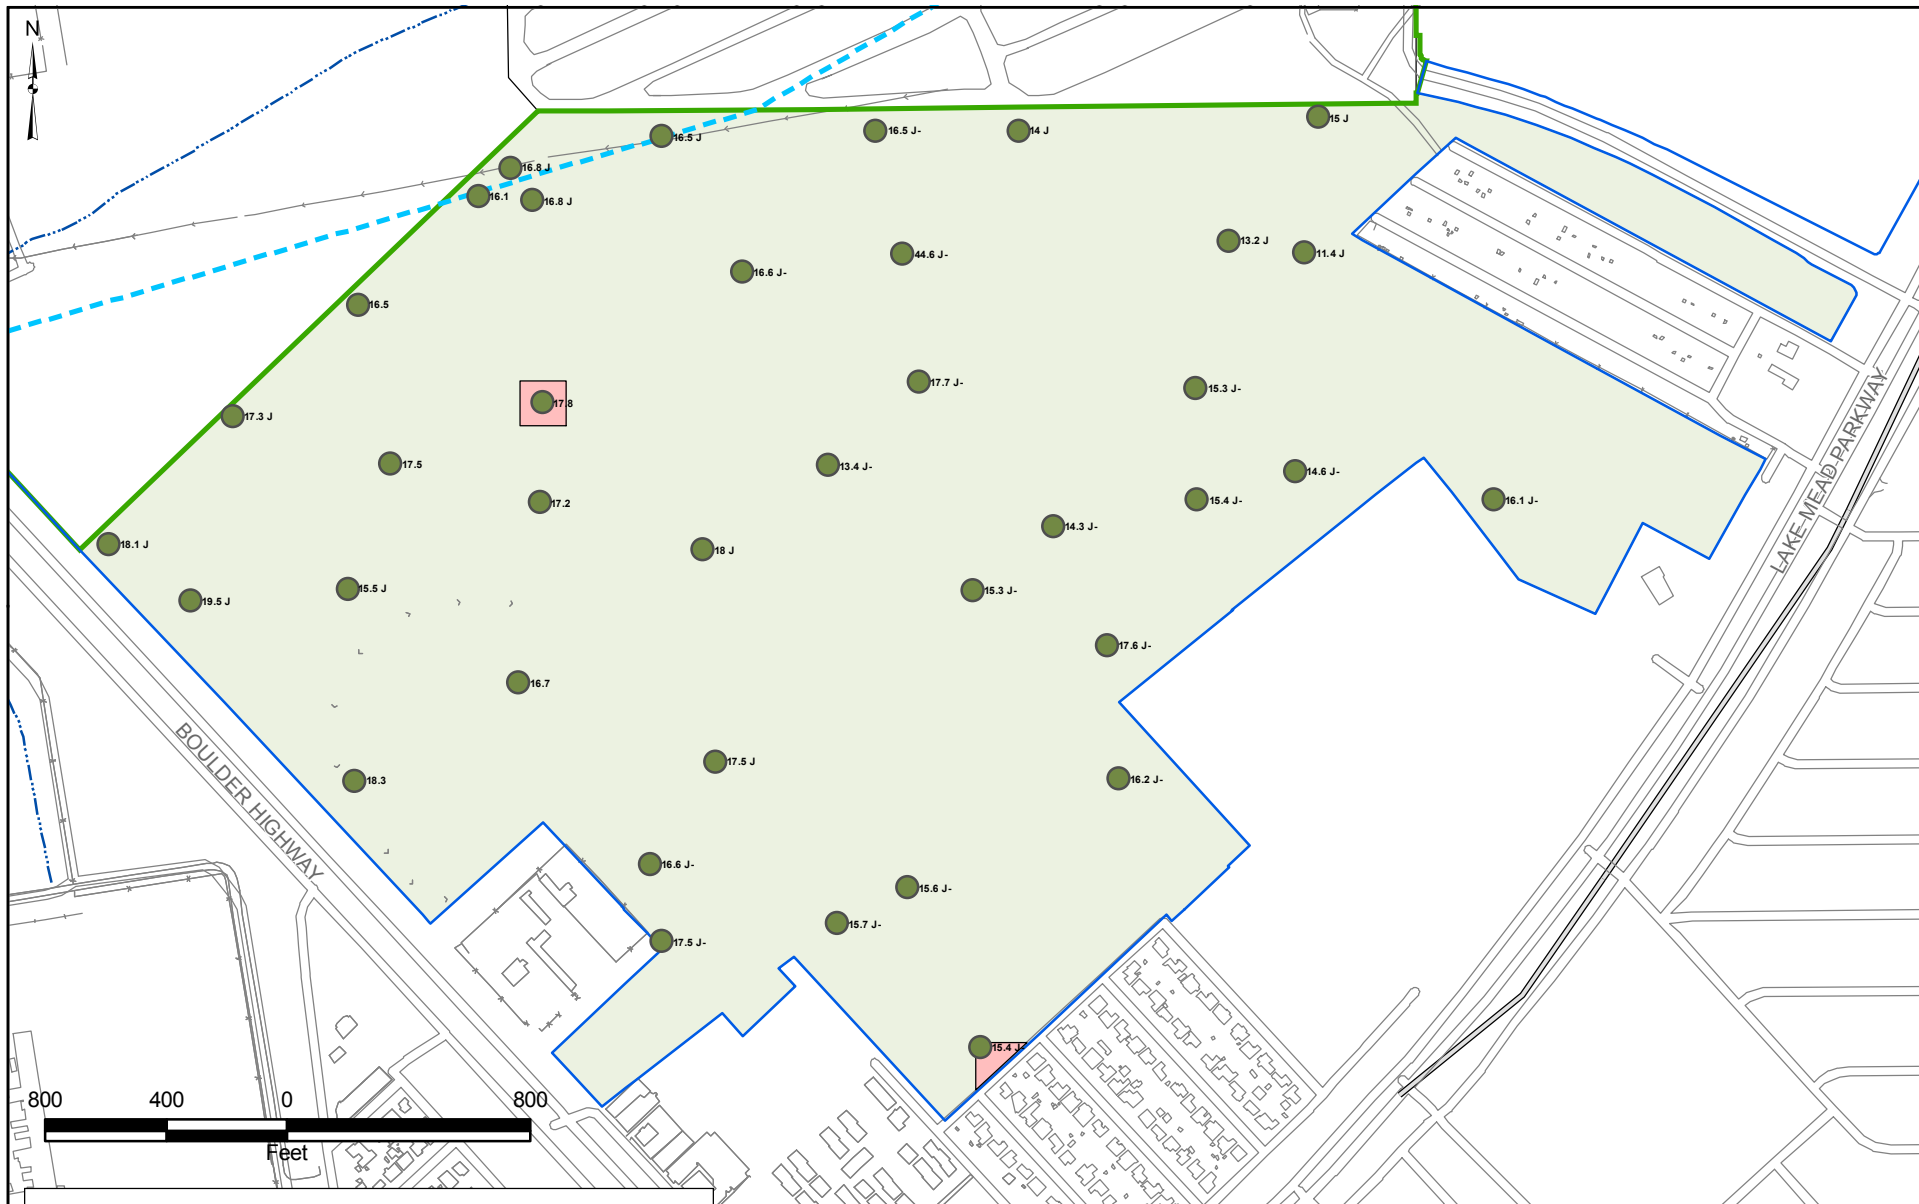 N
16.5 J
16.5 J-
14 J
15 J
16.8 J
16.1
16.8 J
13.2 J
11.4 J
44.6 J-
16.6 J-
16.5
17.7 J-
15.3 J-
17.8
17.3 J
17.5
13.4 J-
14.6 J-
15.4 J-
16.1 J-
17.2
14.3 J-
18.1 J
18 J
15.5 J
15.3 J-
19.5 J
17.6 J-
16.7
17.5 J
16.2 J-
18.3
16.6 J-
15.6 J-
15.7 J-
17.5 J-
15.4 J-
LAKE MEAD PARKWAY
BOULDER HIGHWAY
800 400 0 800
Feet